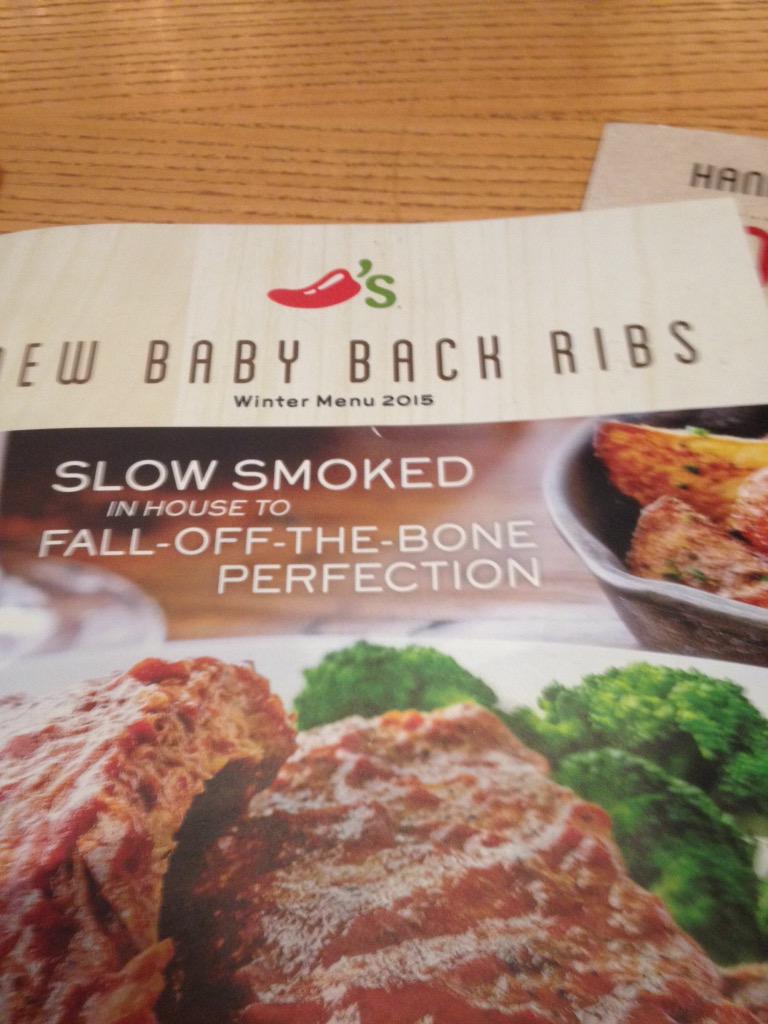 HAN
's
EW BABY BACK RIBS
Winter Menu 2015
SLOW SMOKED
IN HOUSE TO
FALL-OFF-THE-BONE
PERFECTION